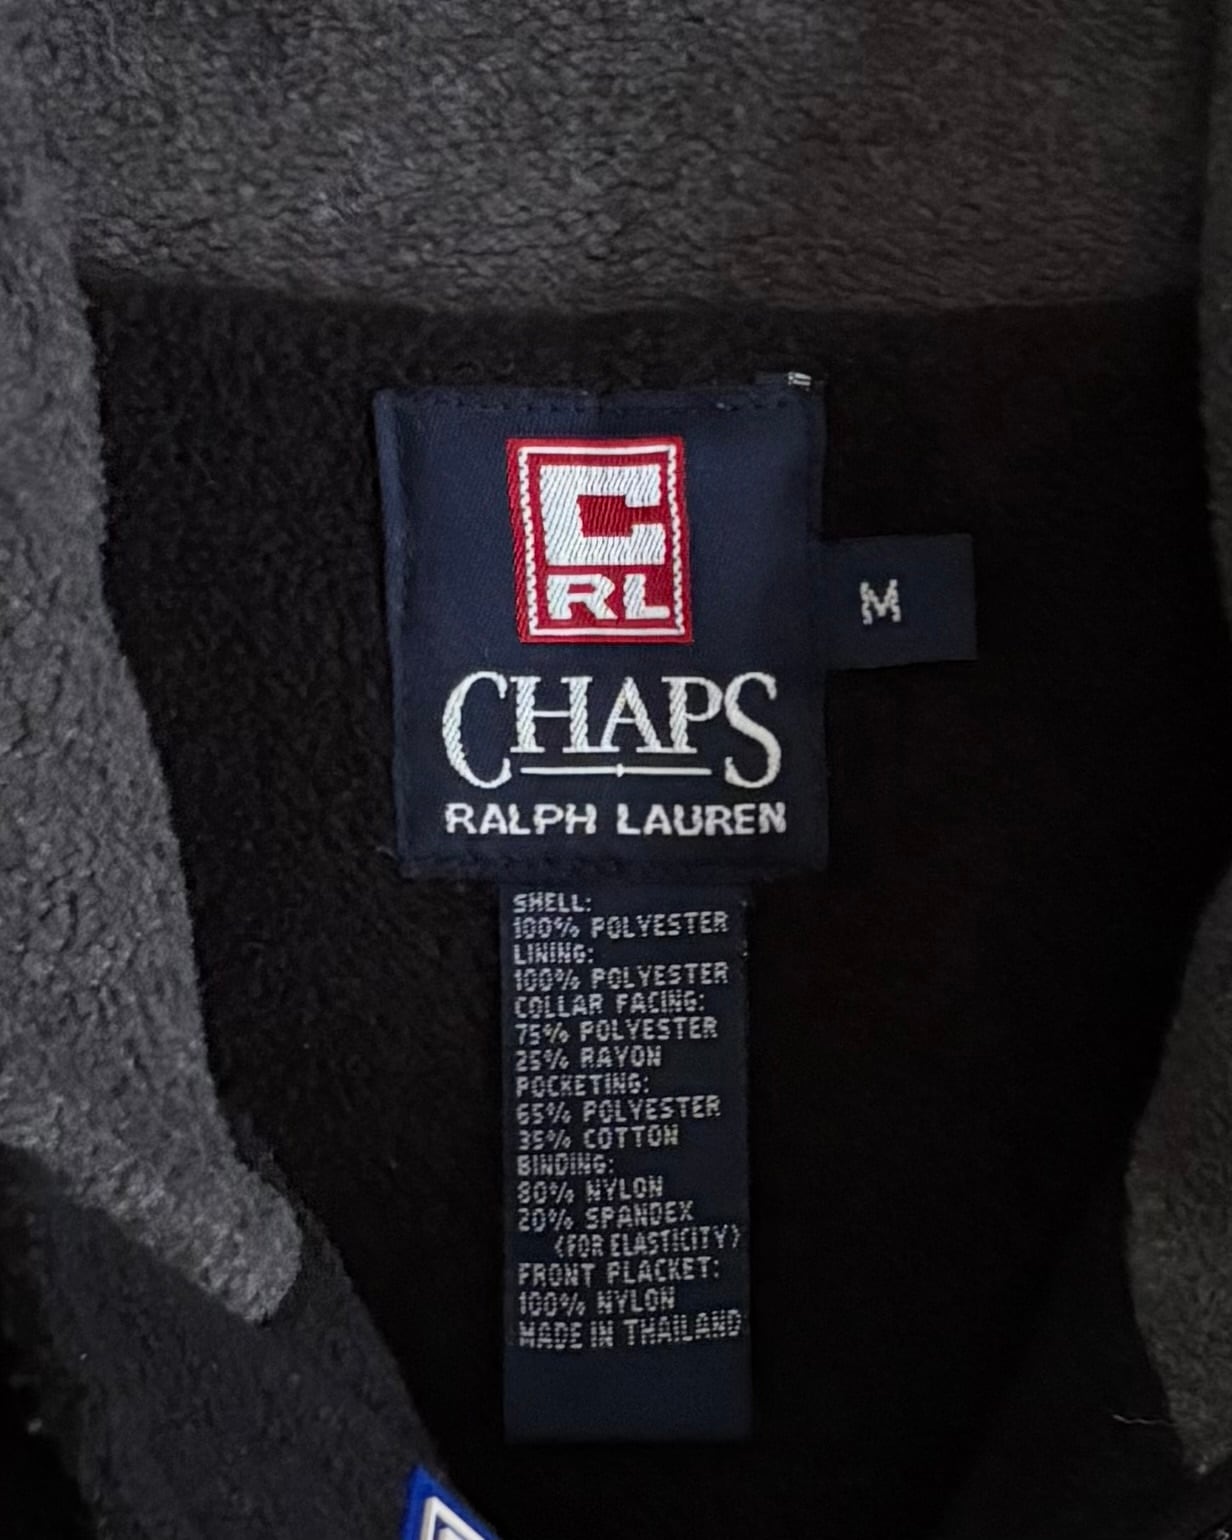 C
RL
M
CHAPS
RALPH LAUREN
SHELL:
100% POLYESTER
LINING:
100% POLYESTER
COLLAR FACING:
75% POLYESTER
25% RAYON
POCKETING:
65% POLYESTER
35% COTTON
BINDING:
80% NYLON
20% SPANDEX
(FOR ELASTICITY)
FRONT PLACKET:
100% NYLON
MADE IN THAILAND